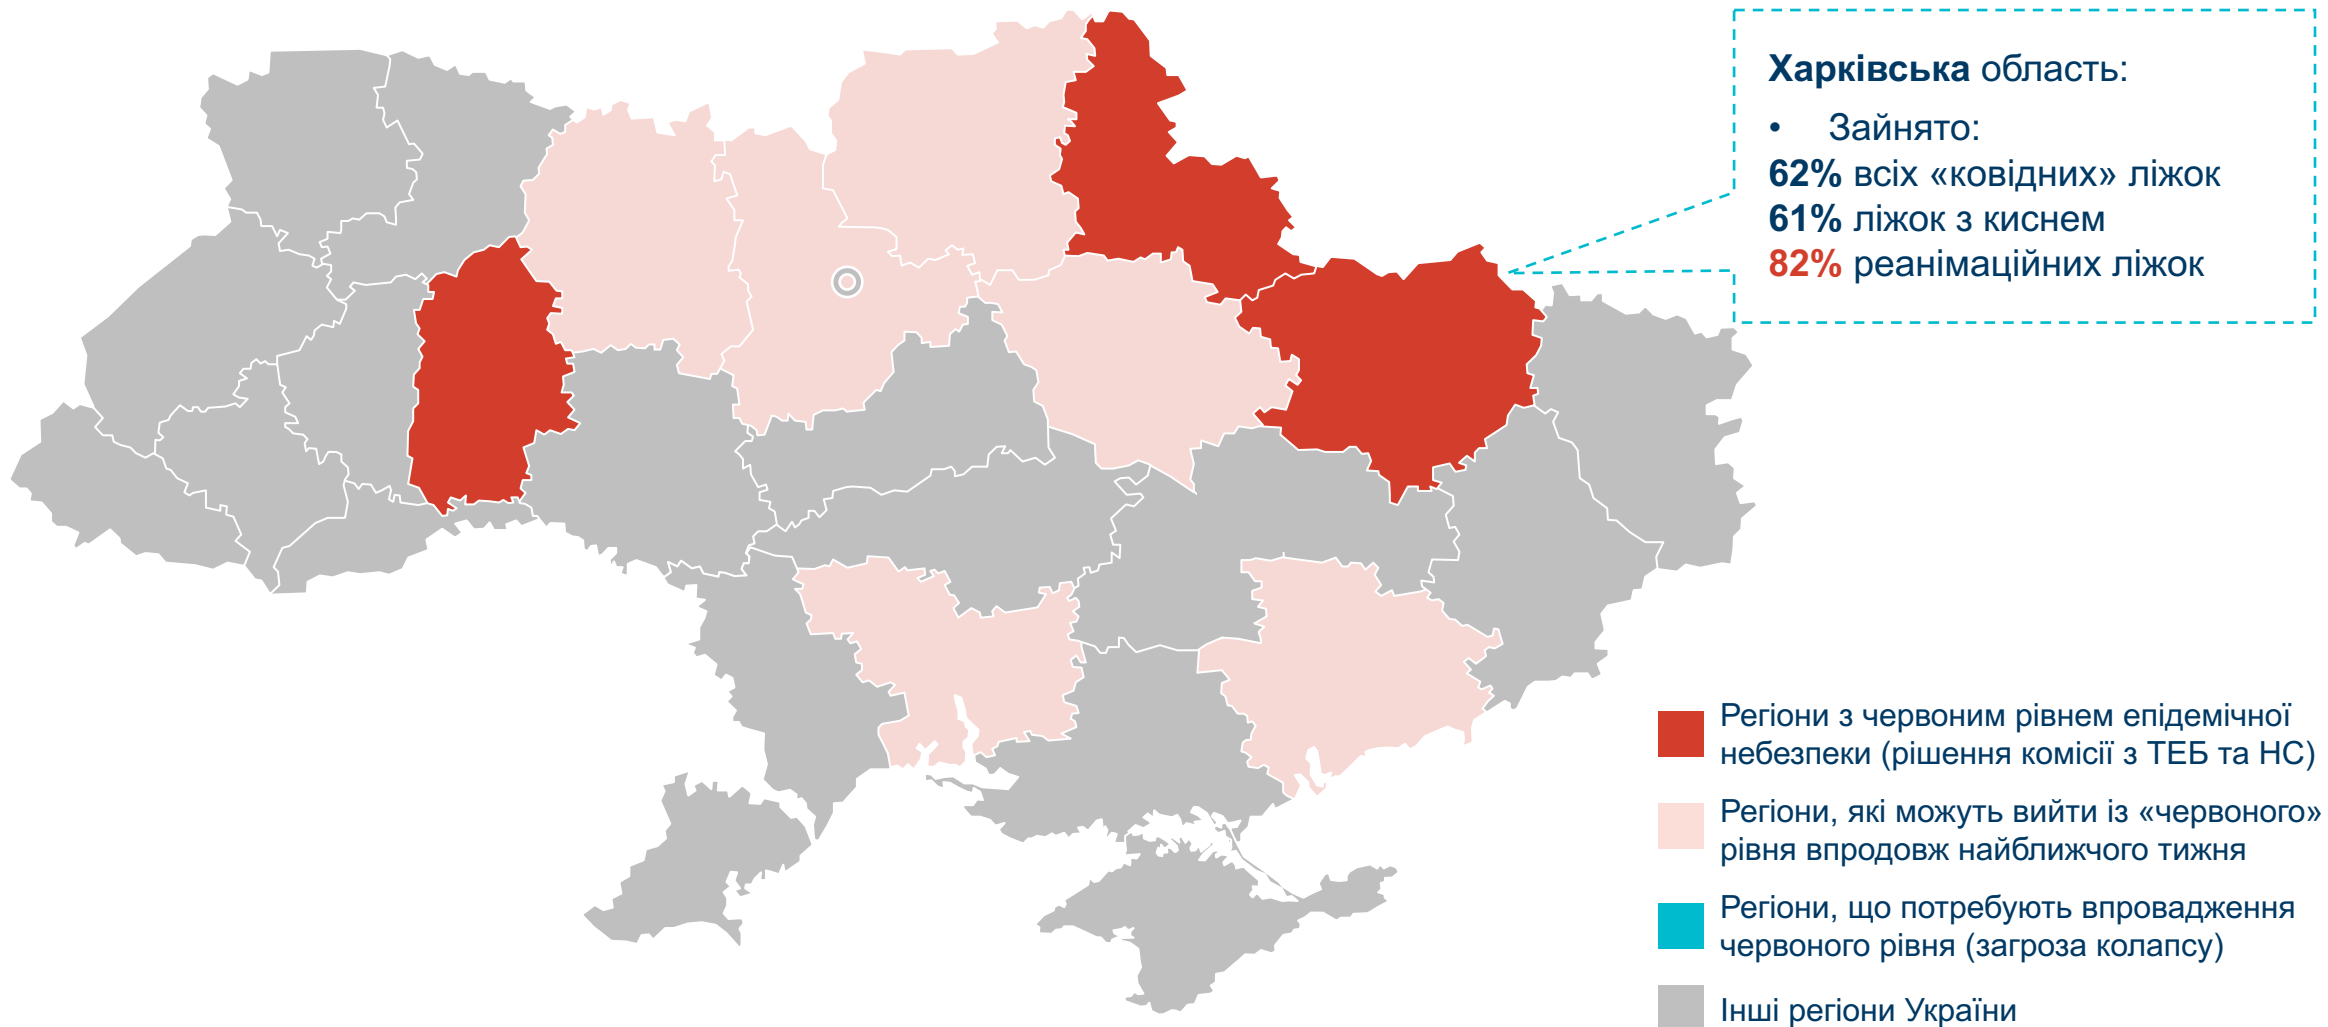 Харківська область:
• Зайнято:
62% всіх «ковідних» ліжок
61% ліжок з киснем
82% реанімаційних ліжок
Регіони з червоним рівнем епідемічної
небезпеки (рішення комісії з ТЕБ та НС)
Регіони, які можуть вийти із «червоного»
рівня впродовж найближчого тижня
Регіони, що потребують впровадження
червоного рівня (загроза колапсу)
Інші регіони України